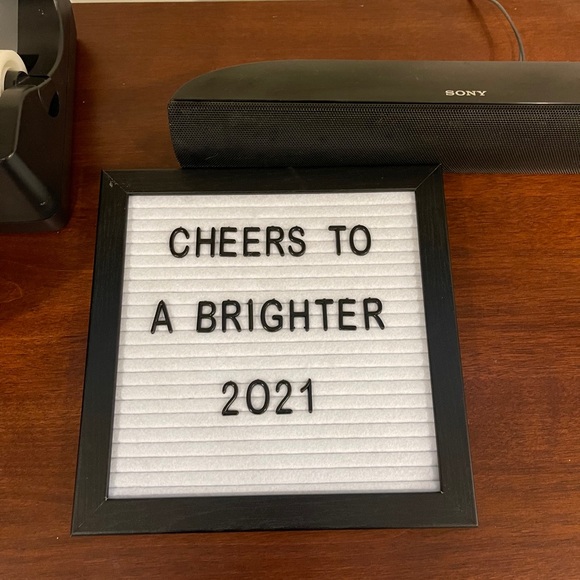 SONY
CHEERS TO
A BRIGHTER
2021